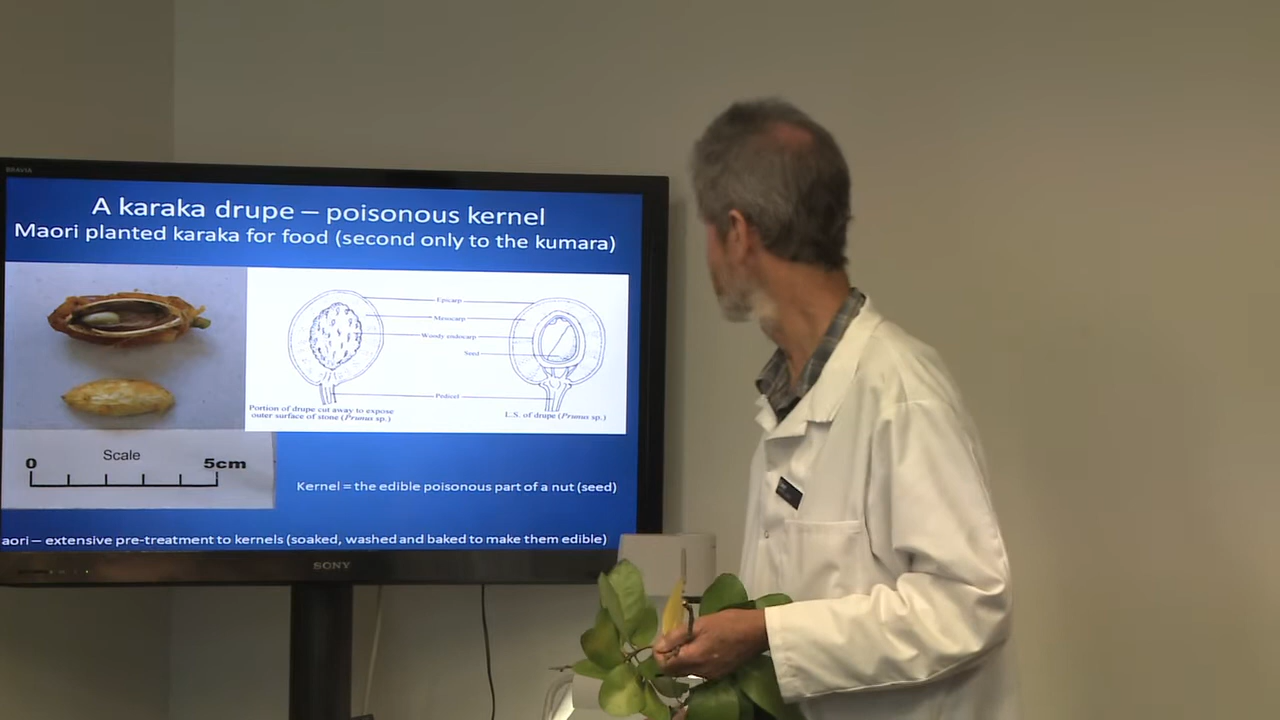 BRAVIA
A karaka drupe – poisonous kernel
Maori planted karaka for food (second only to the kumara)
Epicarp
Mesocarp
Woody endocarp
Seed
Pedicel
Portion of drupe cut away to expose
outer surface of stone (Prunus sp.)
L.S. of drupe (Prunus sp.)
Scale
0 5cm
Kernel = the edible poisonous part of a nut (seed)
aori – extensive pre-treatment to kernels (soaked, washed and baked to make them edible)
SONY